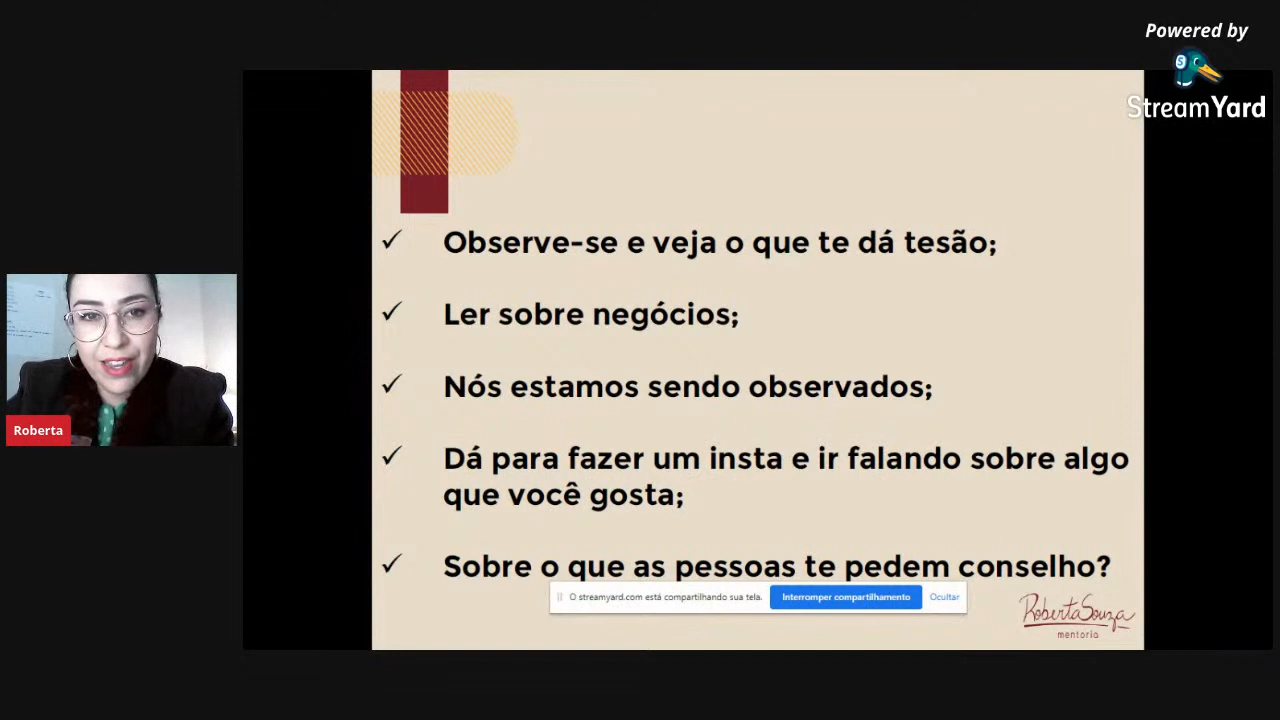 Powered by
StreamYard
Observe-se e veja o que te dá tesão;
Ler sobre negócios;
Nós estamos sendo observados;
Dá para fazer um insta e ir falando sobre algo
que você gosta;
Sobre o que as pessoas te pedem conselho?
O streamyard.com está compartilhando sua tela.
Interromper compartilhamento
Ocultar
Roberta Souza
mentoria
Roberta